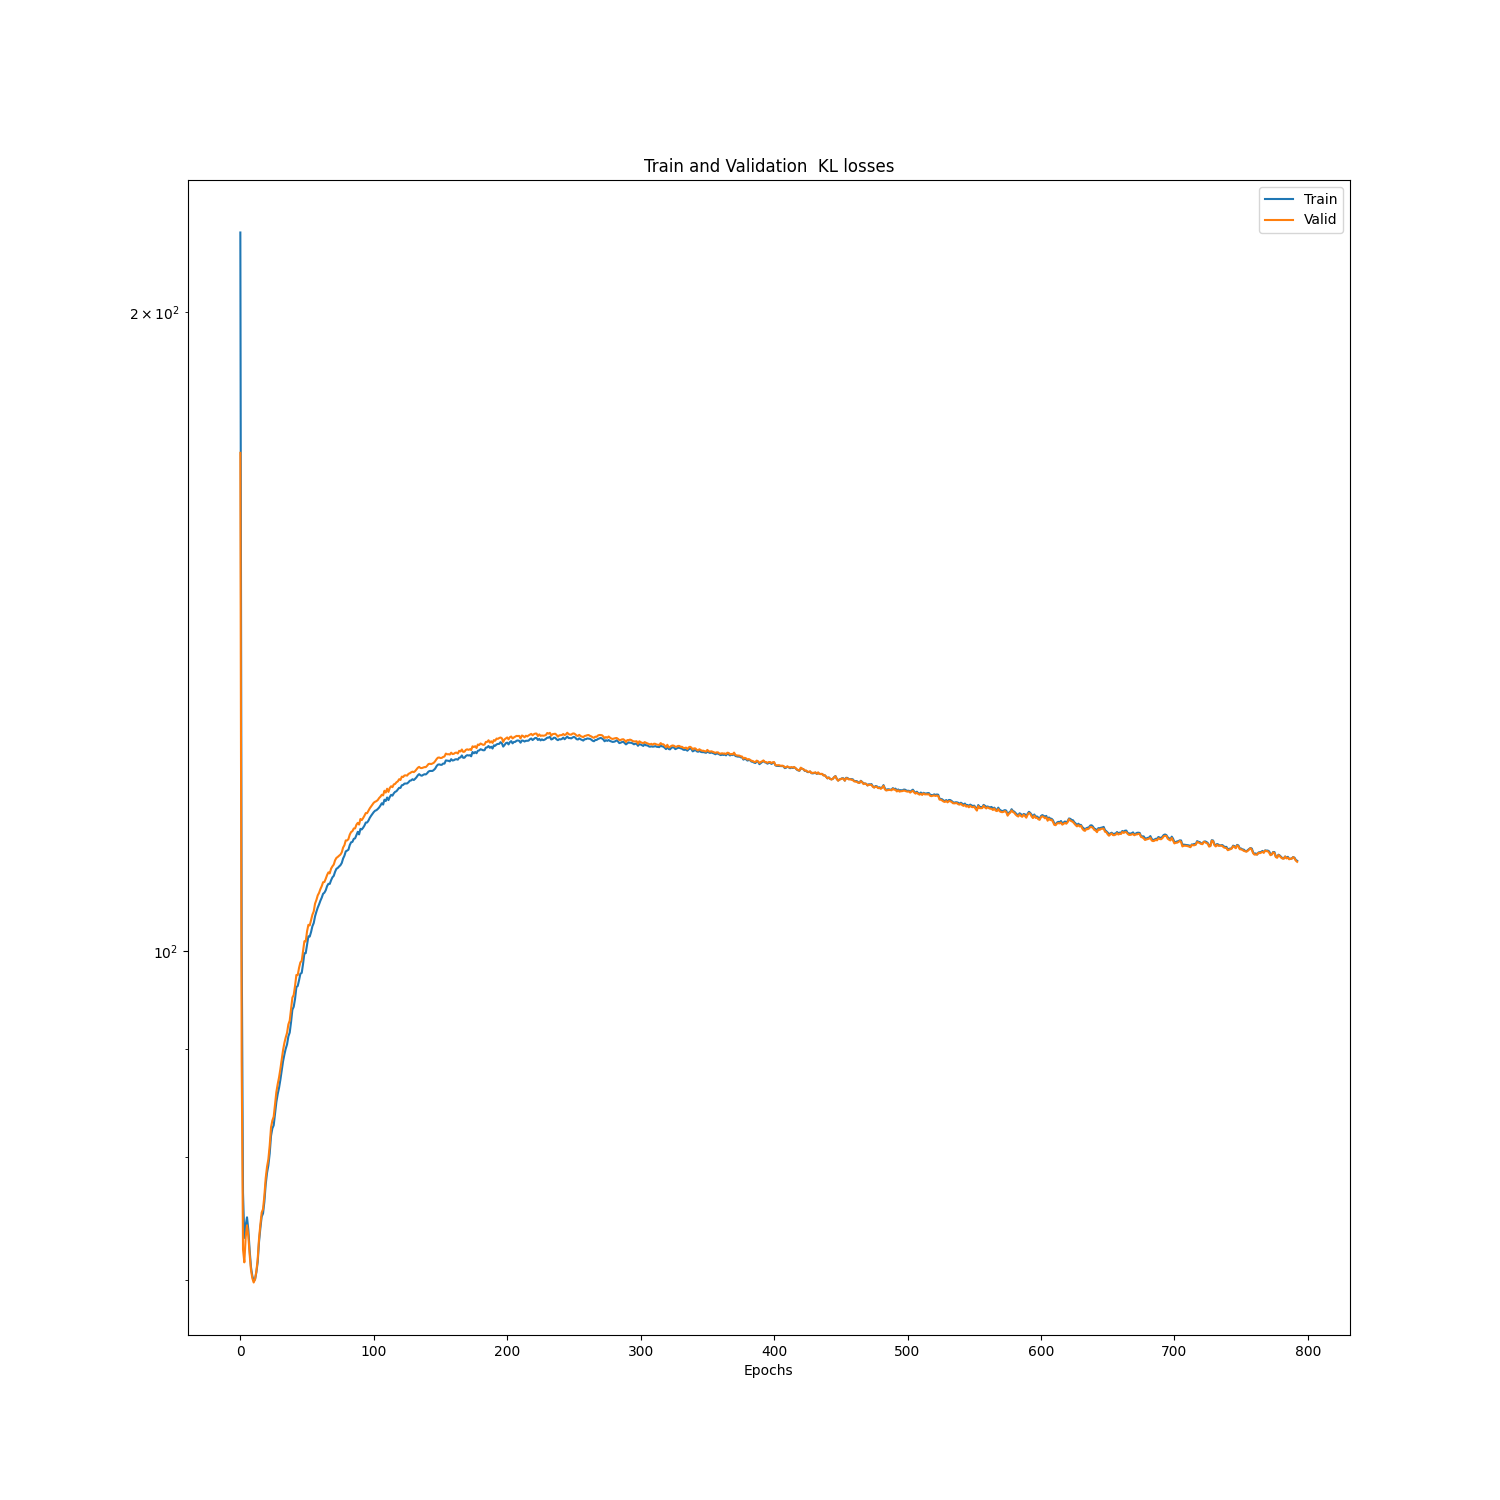 Train and Validation  KL losses
Train
Valid
2 × 10²
10²
0 100 200 300 400 500 600 700 800
Epochs